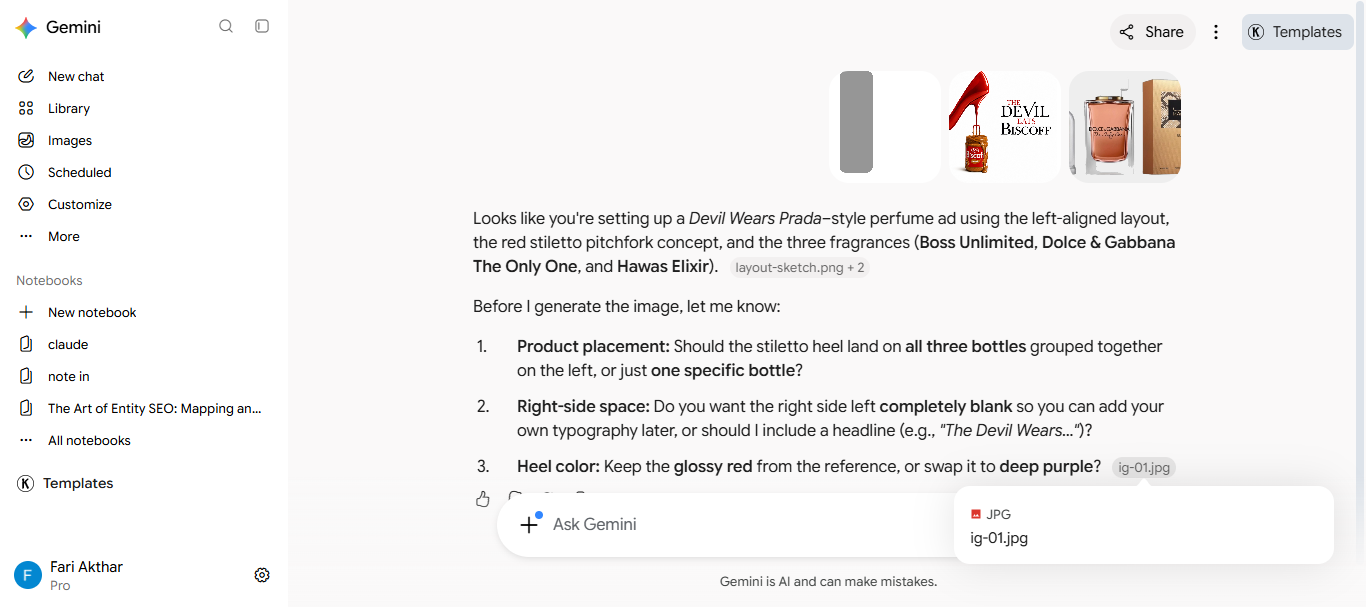 Gemini
New chat
Library
Images
Scheduled
Customize
More
Notebooks
New notebook
claude
note in
The Art of Entity SEO: Mapping an...
All notebooks
K Templates
F
Fari Akthar
Pro
Share
K Templates
THE
DEVIL
EATS
BISCOFF
DOLCE & GABBANA
Looks like you're setting up a Devil Wears Prada–style perfume ad using the left-aligned layout,
the red stiletto pitchfork concept, and the three fragrances (Boss Unlimited, Dolce & Gabbana
The Only One, and Hawas Elixir). layout-sketch.png + 2
Before I generate the image, let me know:
1. Product placement: Should the stiletto heel land on all three bottles grouped together
on the left, or just one specific bottle?
2. Right-side space: Do you want the right side left completely blank so you can add your
own typography later, or should I include a headline (e.g., "The Devil Wears...")?
3. Heel color: Keep the glossy red from the reference, or swap it to deep purple? ig-01.jpg
Ask Gemini
JPG
ig-01.jpg
Gemini is AI and can make mistakes.